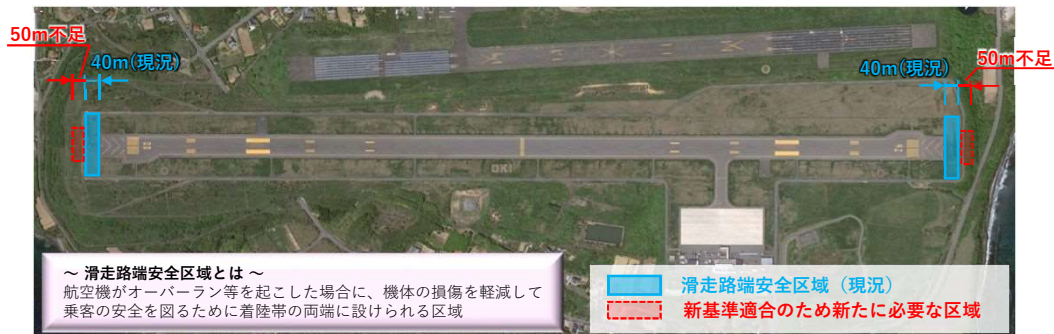 50m不足
40m(現況)
40m(現況)
50m不足
OKI
～ 滑走路端安全区域とは ～
航空機がオーバーラン等を起こした場合に、機体の損傷を軽減して
乗客の安全を図るために着陸帯の両端に設けられる区域
滑走路端安全区域（現況）
新基準適合のため新たに必要な区域